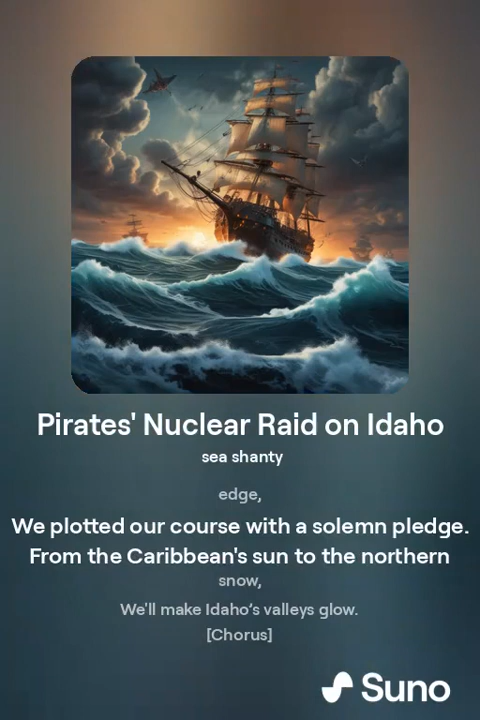 Pirates' Nuclear Raid on Idaho
sea shanty
edge,
We plotted our course with a solemn pledge.
From the Caribbean's sun to the northern
snow,
We'll make Idaho’s valleys glow.
[Chorus]
Suno